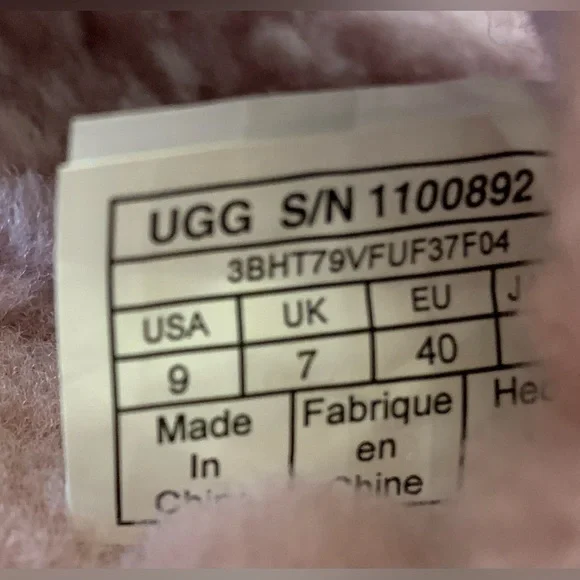 UGG S/N 1100892
3BHT79VFUF37F04
USA UK EU J
9 7 40
Made Fabrique
In en